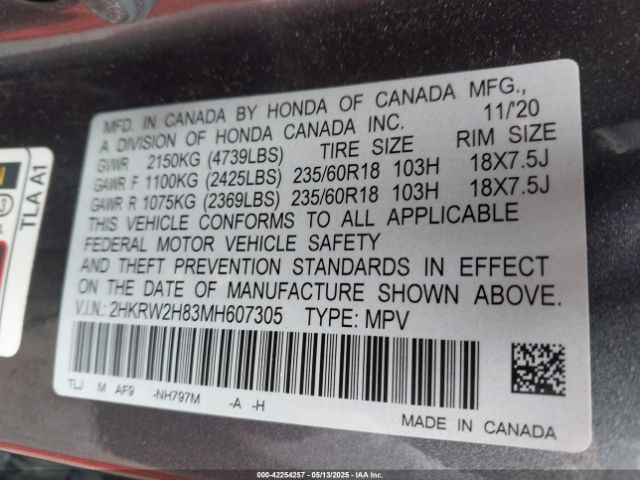 MFD. IN CANADA BY HONDA OF CANADA MFG.,
A DIVISION OF HONDA CANADA INC. 11/'20
GVWR 2150KG (4739LBS) TIRE SIZE RIM SIZE
GAWR F 1100KG (2425LBS) 235/60R18 103H 18X7.5J
GAWR R 1075KG (2369LBS) 235/60R18 103H 18X7.5J
THIS VEHICLE CONFORMS TO ALL APPLICABLE
FEDERAL MOTOR VEHICLE SAFETY
AND THEFT PREVENTION STANDARDS IN EFFECT
ON THE DATE OF MANUFACTURE SHOWN ABOVE.
V.I.N.: 2HKRW2H83MH607305 TYPE: MPV
TLJ M AF9 -NH797M -A -H
MADE IN CANADA
TLA A1
000-42254257 - 05/13/2025 - IAA Inc.